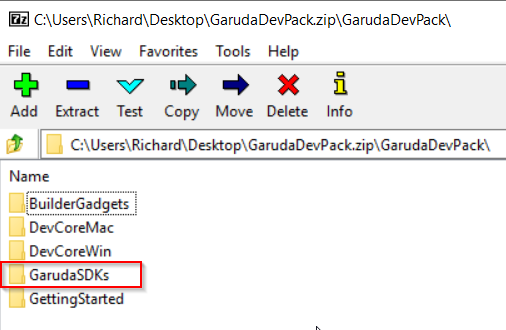 7z C:\Users\Richard\Desktop\GarudaDevPack.zip\GarudaDevPack\
File Edit View Favorites Tools Help
Add Extract Test Copy Move Delete Info
C:\Users\Richard\Desktop\GarudaDevPack.zip\GarudaDevPack\
Name
BuilderGadgets
DevCoreMac
DevCoreWin
GarudaSDKs
GettingStarted